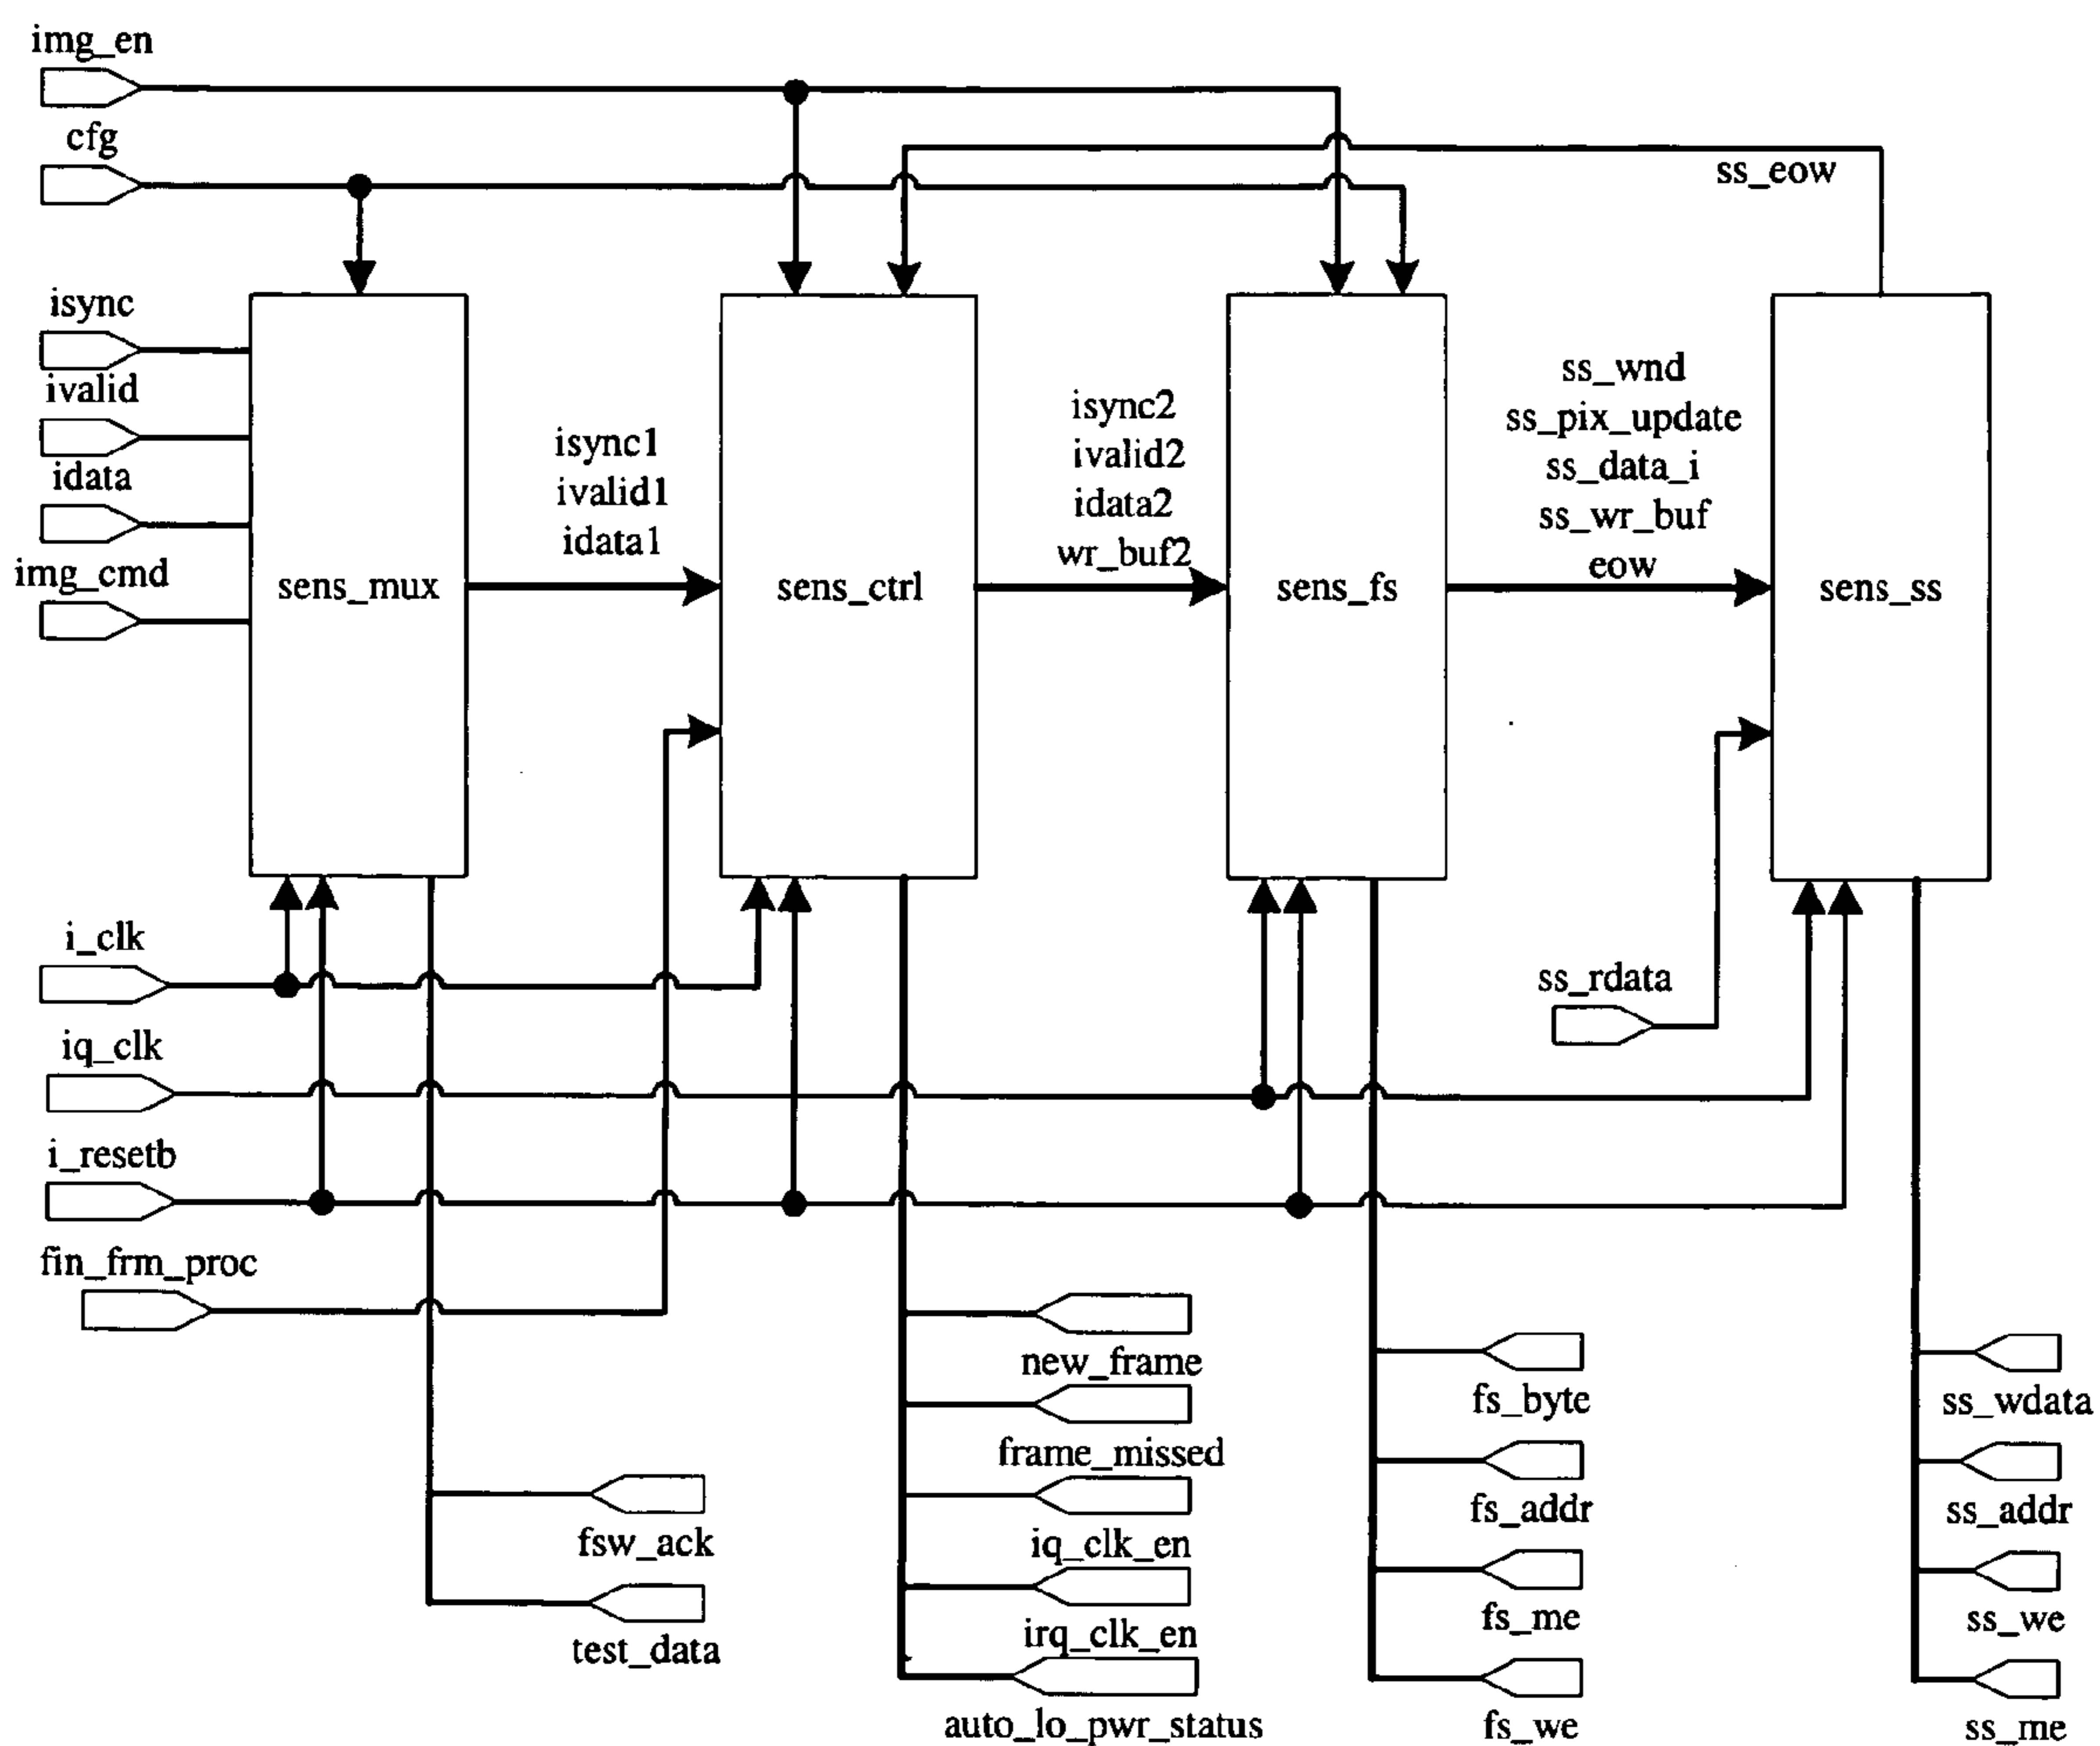 img_en
cfg
ss_eow
isync
ivalid
idata
img_cmd
sens_mux
isync1
ivalid1
idata1
sens_ctrl
isync2
ivalid2
idata2
wr_buf2
sens_fs
ss_wnd
ss_pix_update
ss_data_i
ss_wr_buf
eow
sens_ss
i_clk
iq_clk
i_resetb
fin_frm_proc
ss_rdata
fsw_ack
test_data
new_frame
frame_missed
iq_clk_en
irq_clk_en
auto_lo_pwr_status
fs_byte
fs_addr
fs_me
fs_we
ss_wdata
ss_addr
ss_we
ss_me